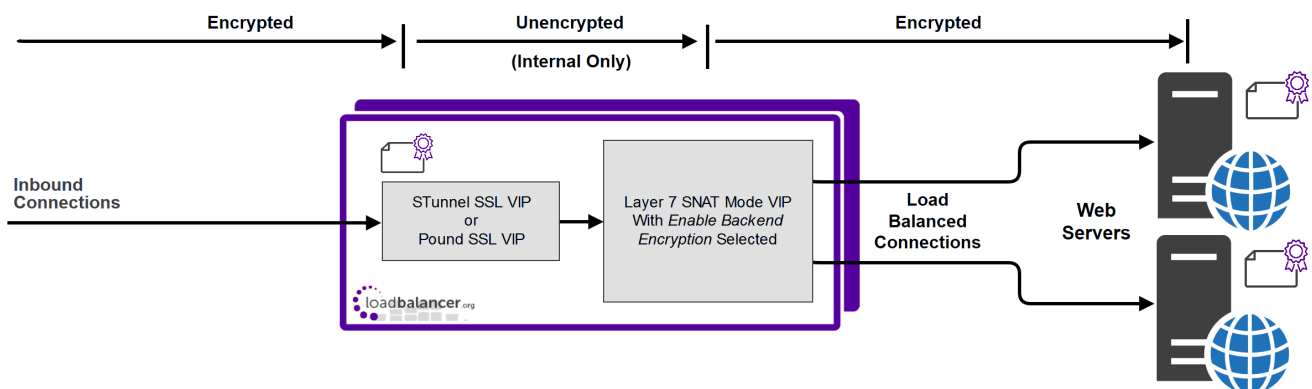 Encrypted
Unencrypted
(Internal Only)
Encrypted
Inbound
Connections
STunnel SSL VIP
or
Pound SSL VIP
Layer 7 SNAT Mode VIP
With Enable Backend
Encryption Selected
Load
Balanced
Connections
Web
Servers
loadbalancer.org